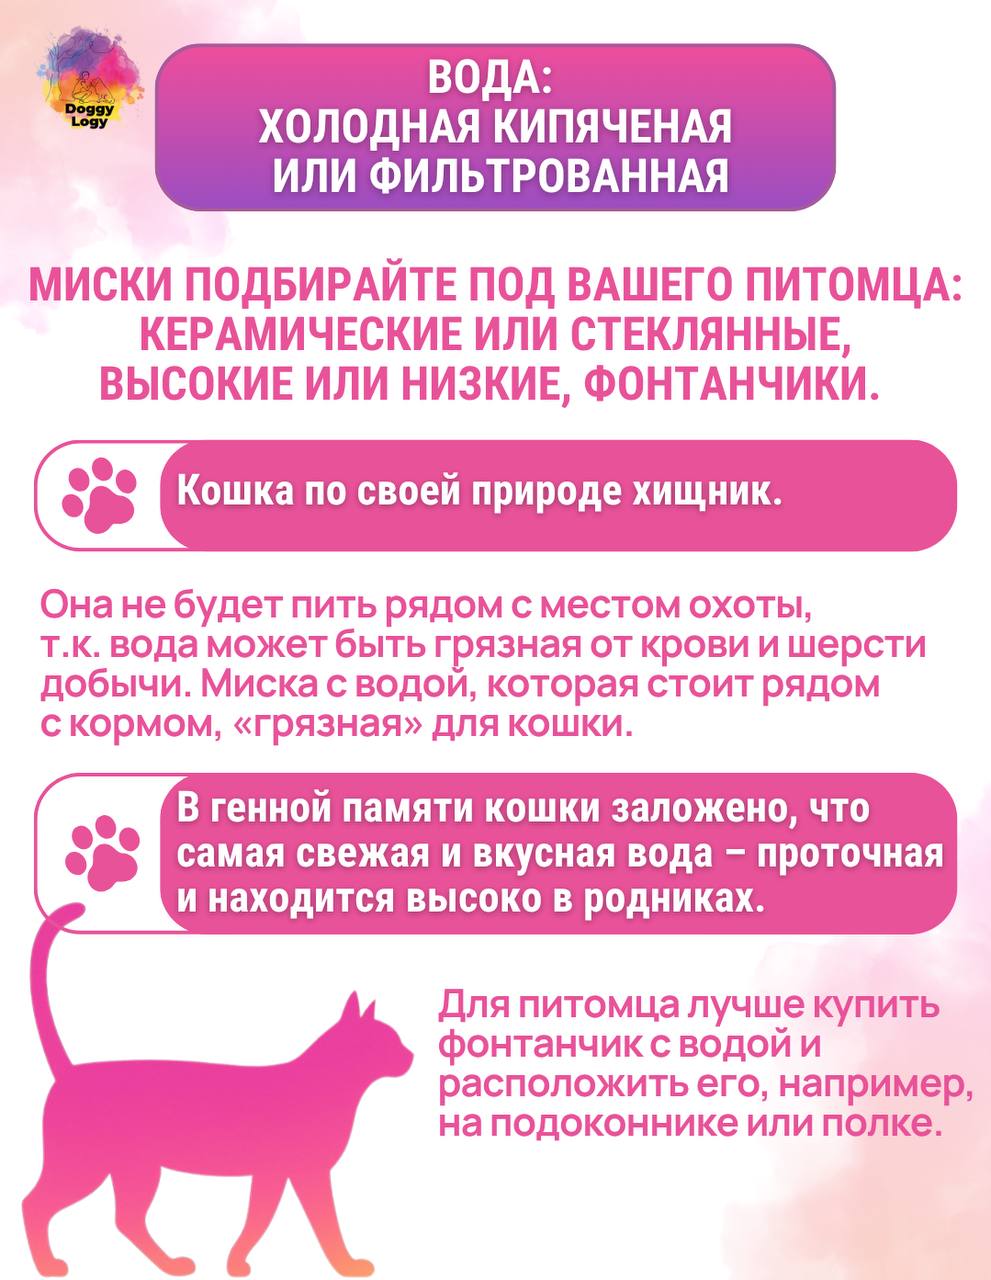 Doggy
Logy
ВОДА:
ХОЛОДНАЯ КИПЯЧЕНАЯ
ИЛИ ФИЛЬТРОВАННАЯ
МИСКИ ПОДБИРАЙТЕ ПОД ВАШЕГО ПИТОМЦА:
КЕРАМИЧЕСКИЕ ИЛИ СТЕКЛЯННЫЕ,
ВЫСОКИЕ ИЛИ НИЗКИЕ, ФОНТАНЧИКИ.
Кошка по своей природе хищник.
Она не будет пить рядом с местом охоты,
т.к. вода может быть грязная от крови и шерсти
добычи. Миска с водой, которая стоит рядом
с кормом, «грязная» для кошки.
В генной памяти кошки заложено, что
самая свежая и вкусная вода – проточная
и находится высоко в родниках.
Для питомца лучше купить
фонтанчик с водой и
расположить его, например,
на подоконнике или полке.